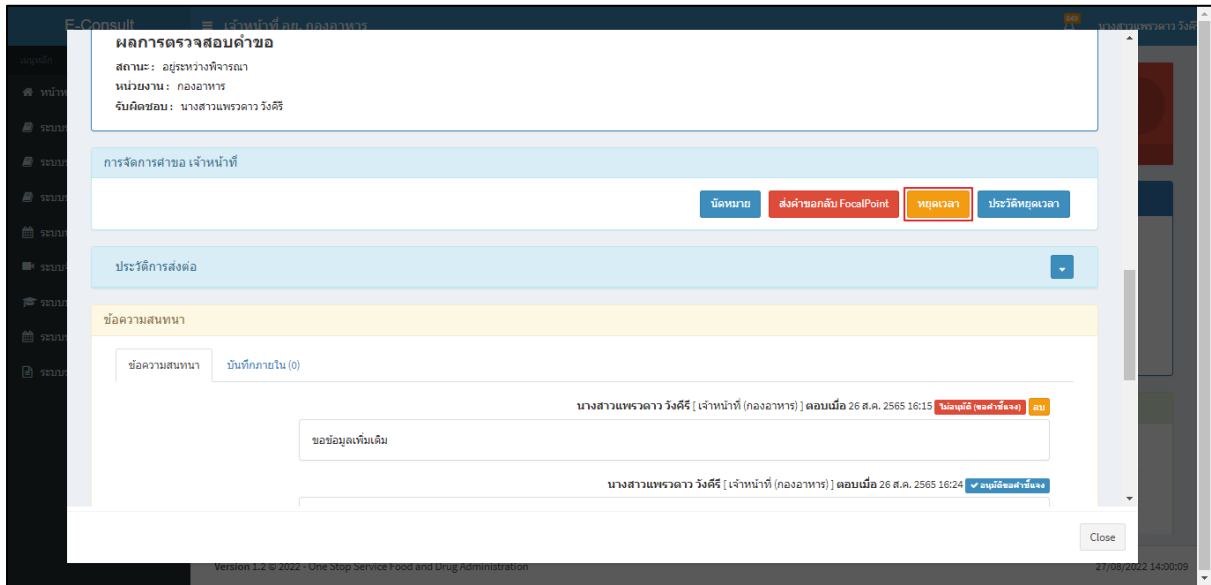 E-Consult
เจ้าหน้าที่ อย. กองอาหาร
649
เมนูหลัก
ผลการตรวจสอบคำขอ
สถานะ : อยู่ระหว่างพิจารณา
หน่วยงาน : กองอาหาร
รับผิดชอบ : นางสาวแพรวดาว วังคีรี
การจัดการคำขอ เจ้าหน้าที่
นัดหมาย ส่งคำขอกลับ FocalPoint หยุดเวลา ประวัติหยุดเวลา
ประวัติการส่งต่อ
ข้อความสนทนา
ข้อความสนทนา บันทึกภายใน (0)
นางสาวแพรวดาว วังคีรี [ เจ้าหน้าที่ (กองอาหาร) ] ตอบเมื่อ 26 ส.ค. 2565 16:15 ไม่อนุมัติ (ขอคำชี้แจง) ลบ
ขอข้อมูลเพิ่มเติม
นางสาวแพรวดาว วังคีรี [ เจ้าหน้าที่ (กองอาหาร) ] ตอบเมื่อ 26 ส.ค. 2565 16:24 อนุมัติขอคำชี้แจง
Close
Version 1.2 © 2022 - One Stop Service Food and Drug Administration
27/08/2022 14:00:09